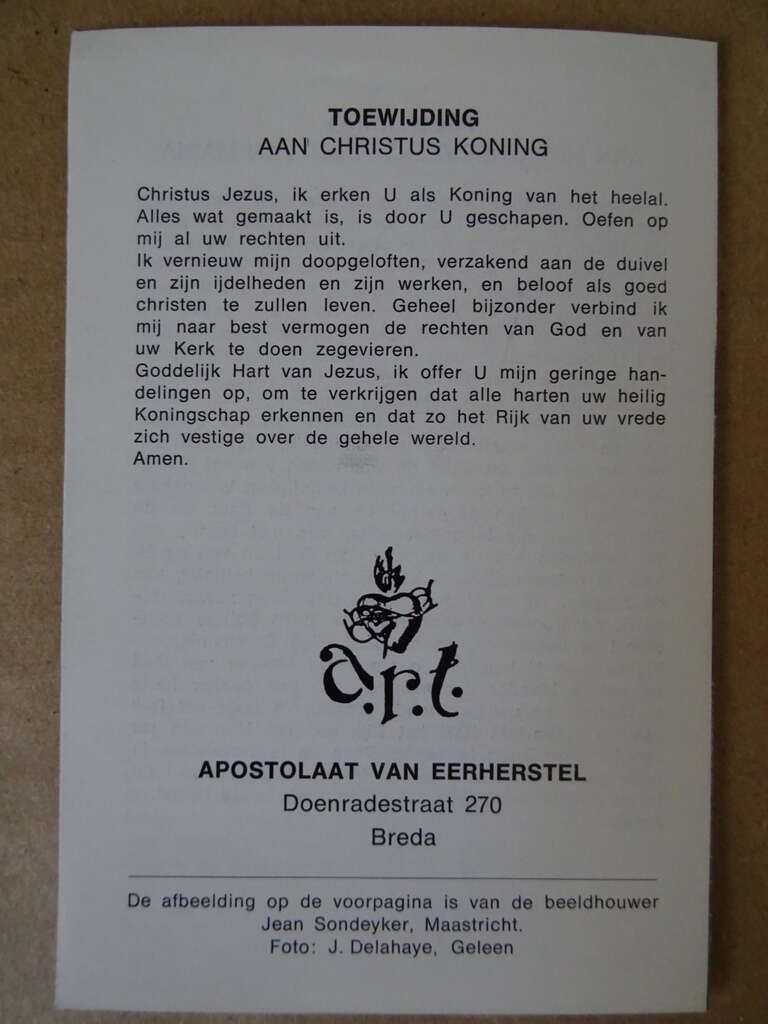 TOEWIJDING
AAN CHRISTUS KONING
Christus Jezus, ik erken U als Koning van het heelal.
Alles wat gemaakt is, is door U geschapen. Oefen op
mij al uw rechten uit.
Ik vernieuw mijn doopgeloften, verzakend aan de duivel
en zijn ijdelheden en zijn werken, en beloof als goed
christen te zullen leven. Geheel bijzonder verbind ik
mij naar best vermogen de rechten van God en van
uw Kerk te doen zegevieren.
Goddelijk Hart van Jezus, ik offer U mijn geringe han-
delingen op, om te verkrijgen dat alle harten uw heilig
Koningschap erkennen en dat zo het Rijk van uw vrede
zich vestige over de gehele wereld.
Amen.
a.r.t.
APOSTOLAAT VAN EERHERSTEL
Doenradestraat 270
Breda
De afbeelding op de voorpagina is van de beeldhouwer
Jean Sondeyker, Maastricht.
Foto: J. Delahaye, Geleen